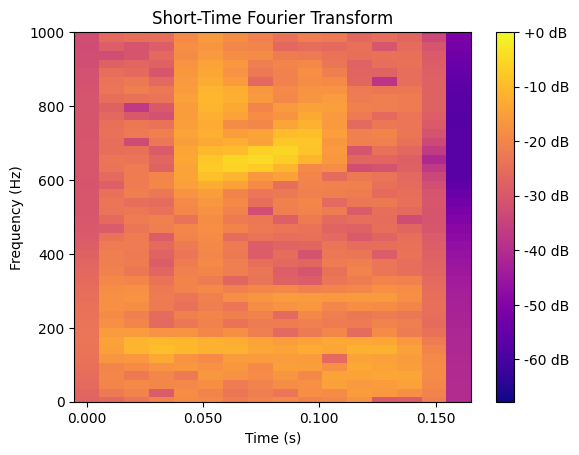 Short-Time Fourier Transform
1000
800
600
400
200
0
Frequency (Hz)
0.000
0.050
0.100
0.150
Time (s)
+0 dB
-10 dB
-20 dB
-30 dB
-40 dB
-50 dB
-60 dB